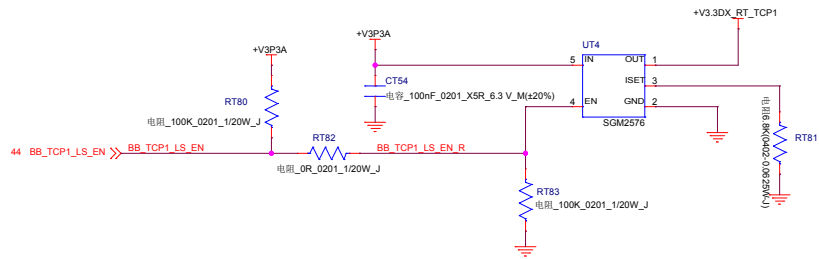 +V3.3DX_RT_TCP1
+V3P3A
+V3P3A
UT4
5
IN
OUT
1
CT54
电容_100nF_0201_X5R_6.3 V_M(±20%)
ISET
3
RT80
电阻_100K_0201_1/20W_J
4
EN
GND
2
SGM2576
RT81
电阻6.8K(0402-0.0625W-J)
RT82
44 BB_TCP1_LS_EN
BB_TCP1_LS_EN
BB_TCP1_LS_EN_R
电阻_0R_0201_1/20W_J
RT83
电阻_100K_0201_1/20W_J